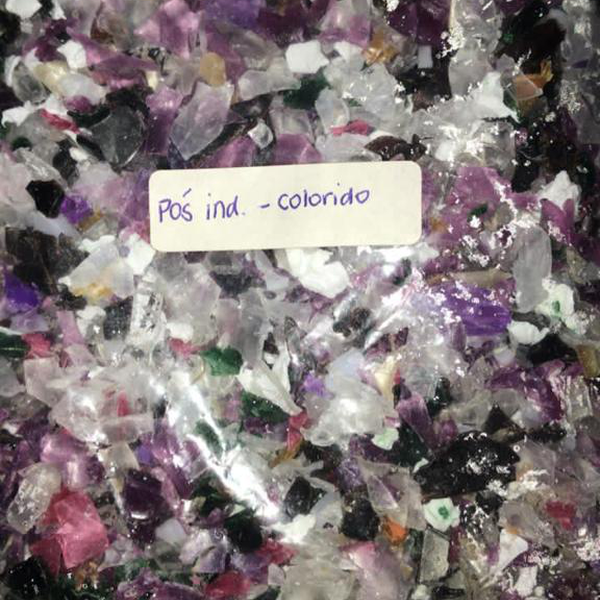 Pós ind. - colorido